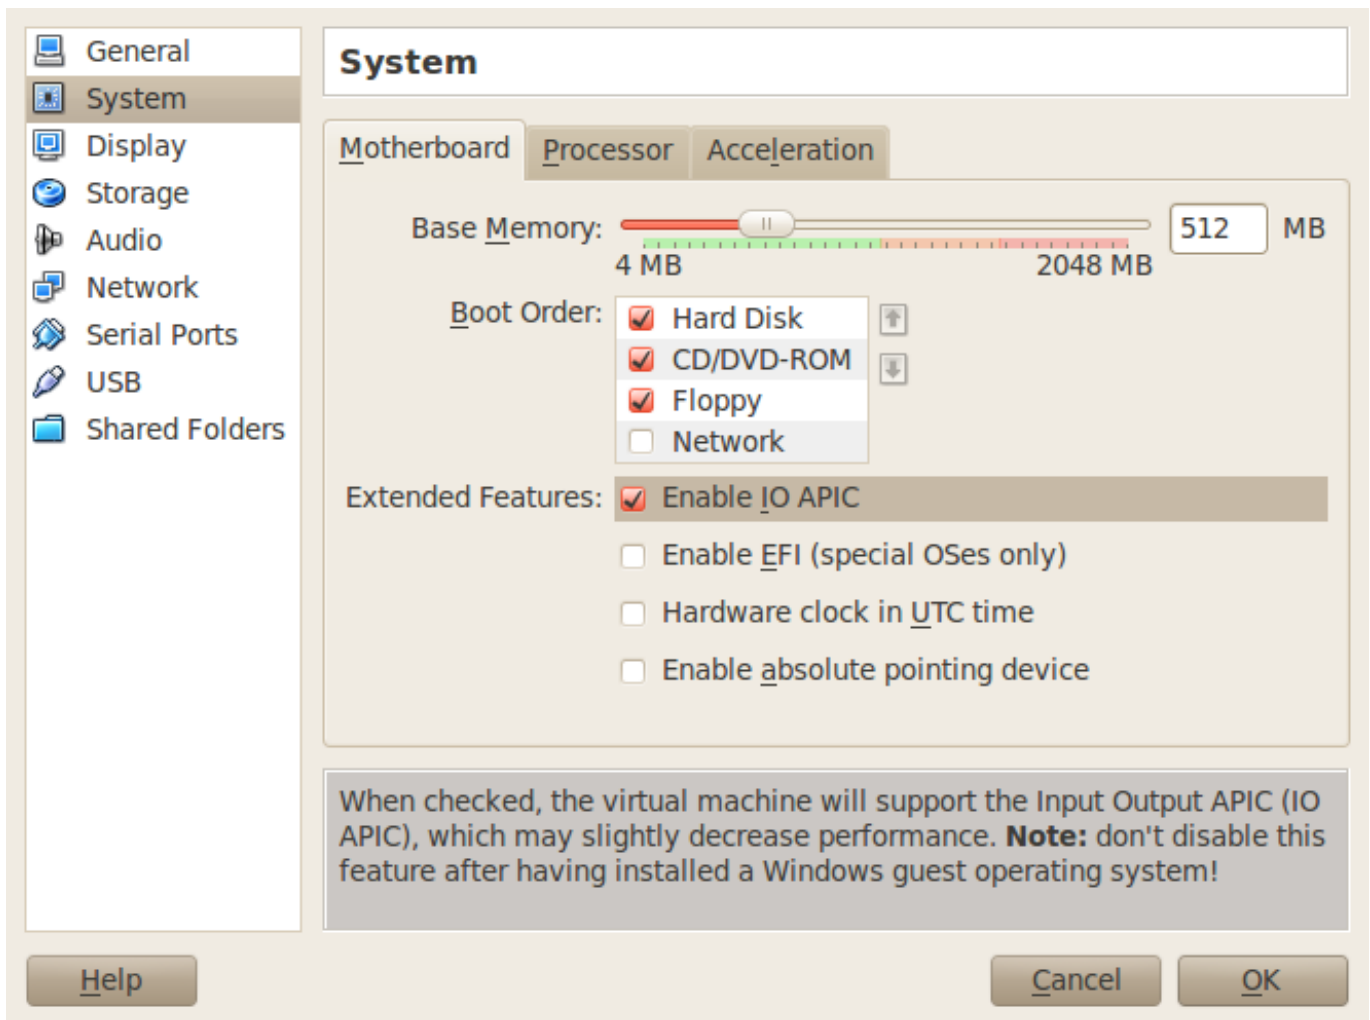 General
System
Display
Storage
Audio
Network
Serial Ports
USB
Shared Folders
System
Motherboard Processor Acceleration
Base Memory: 512 MB
4 MB 2048 MB
Boot Order: Hard Disk
CD/DVD-ROM
Floppy
Network
Extended Features: Enable IO APIC
Enable EFI (special OSes only)
Hardware clock in UTC time
Enable absolute pointing device
When checked, the virtual machine will support the Input Output APIC (IO
APIC), which may slightly decrease performance. Note: don't disable this
feature after having installed a Windows guest operating system!
Help Cancel OK